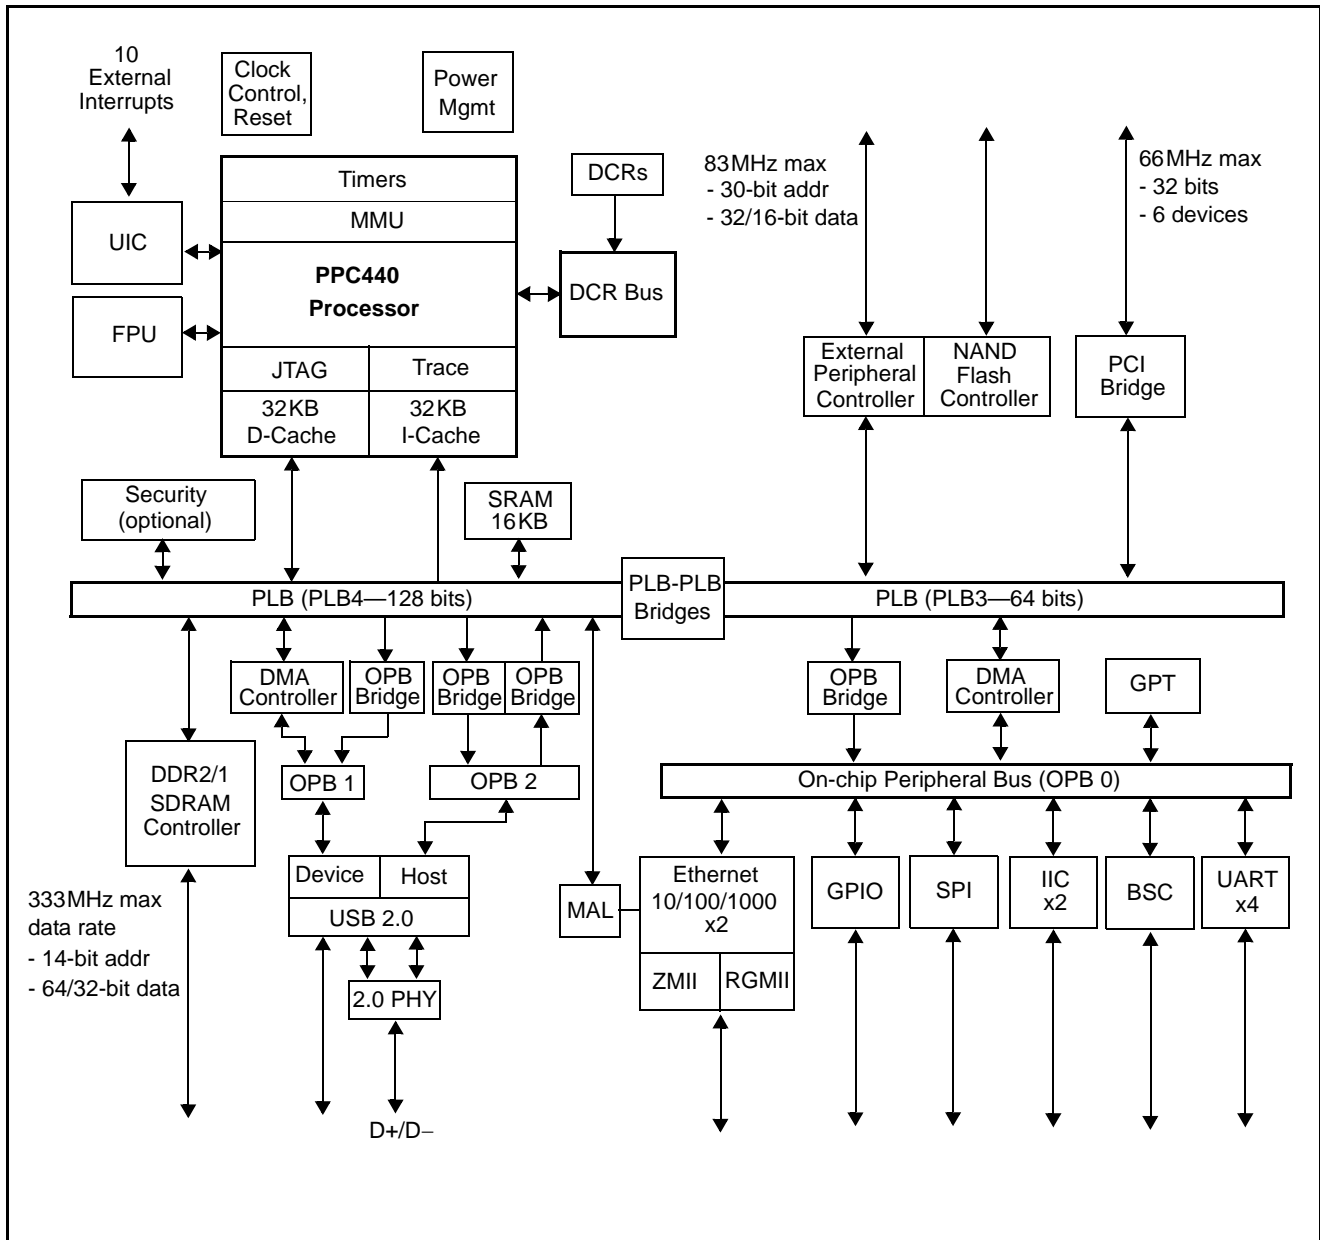 10
External
Interrupts
Clock
Control,
Reset
Power
Mgmt
Timers
MMU
PPC440
Processor
JTAG
Trace
32KB
D-Cache
32KB
I-Cache
UIC
FPU
DCRs
DCR Bus
83MHz max
- 30-bit addr
- 32/16-bit data
66MHz max
- 32 bits
- 6 devices
External
Peripheral
Controller
NAND
Flash
Controller
PCI
Bridge
Security
(optional)
SRAM
16KB
PLB (PLB4—128 bits)
PLB-PLB
Bridges
PLB (PLB3—64 bits)
DMA
Controller
OPB
Bridge
OPB
Bridge
OPB
Bridge
OPB
Bridge
DMA
Controller
GPT
DDR2/1
SDRAM
Controller
OPB 1
OPB 2
On-chip Peripheral Bus (OPB 0)
333MHz max
data rate
- 14-bit addr
- 64/32-bit data
Device
Host
USB 2.0
2.0 PHY
D+/D–
MAL
Ethernet
10/100/1000
x2
ZMII
RGMII
GPIO
SPI
IIC
x2
BSC
UART
x4